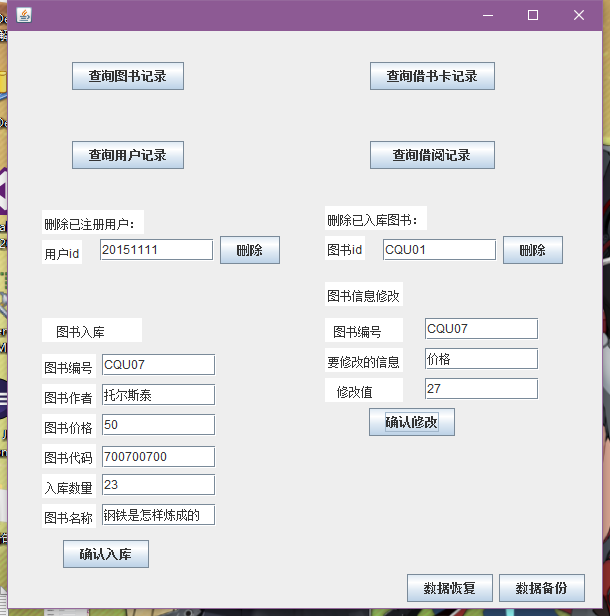 查询图书记录
查询借书卡记录
查询用户记录
查询借阅记录
删除已注册用户：
用户id 20151111 删除
删除已入库图书：
图书id CQU01 删除
图书信息修改
图书编号 CQU07
要修改的信息 价格
修改值 27
确认修改
图书入库
图书编号 CQU07
图书作者 托尔斯泰
图书价格 50
图书代码 700700700
入库数量 23
图书名称 钢铁是怎样炼成的
确认入库
数据恢复 数据备份